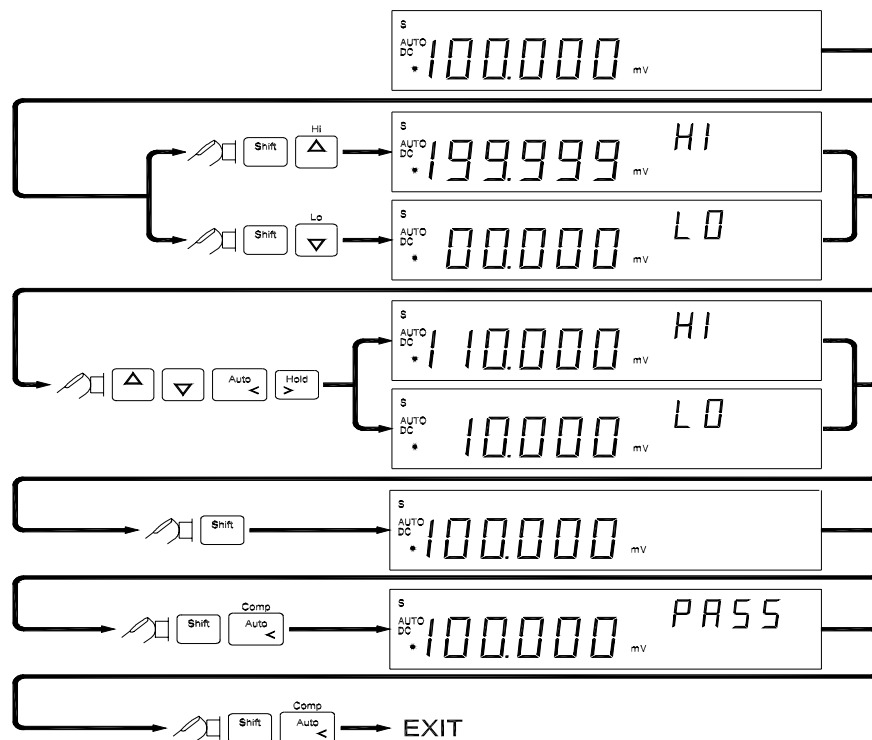 S
AUTO
DC
100.000 mV
Hi
Shift
S
AUTO
DC
199.999 mV
HI
Lo
Shift
S
AUTO
DC
00.000 mV
LO
Auto
Hold
S
AUTO
DC
110.000 mV
HI
S
AUTO
DC
10.000 mV
LO
Shift
S
AUTO
DC
100.000 mV
Comp
Shift
Auto
S
AUTO
DC
100.000 mV
PASS
Comp
Shift
Auto
EXIT